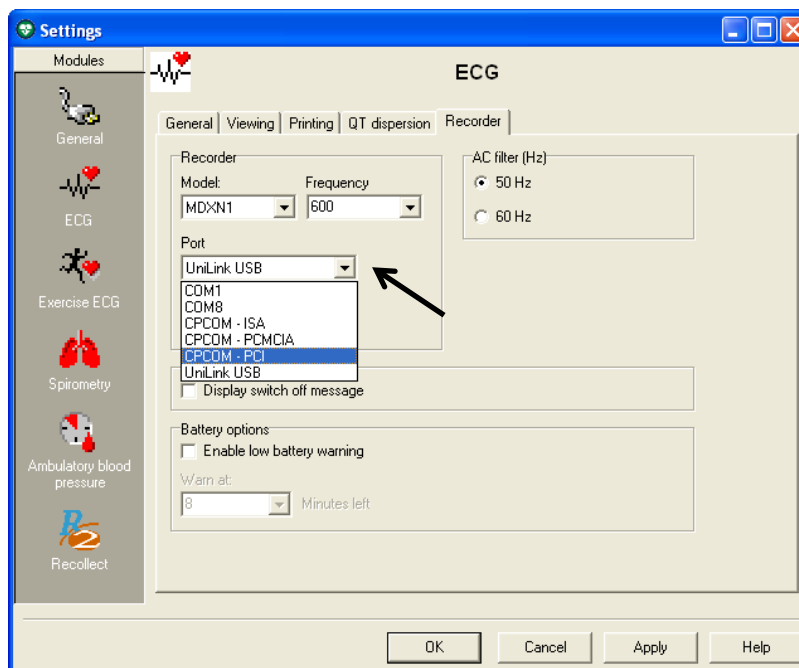 Settings
Modules
General
ECG
Exercise ECG
Spirometry
Ambulatory blood
pressure
Recollect
ECG
General Viewing Printing QT dispersion Recorder
Recorder
Model: Frequency
MDXN1 600
Port
UniLink USB
COM1
COM8
CPCOM - ISA
CPCOM - PCMCIA
CPCOM - PCI
UniLink USB
AC filter (Hz)
50 Hz
60 Hz
Display switch off message
Battery options
Enable low battery warning
Warn at:
8 Minutes left
OK Cancel Apply Help